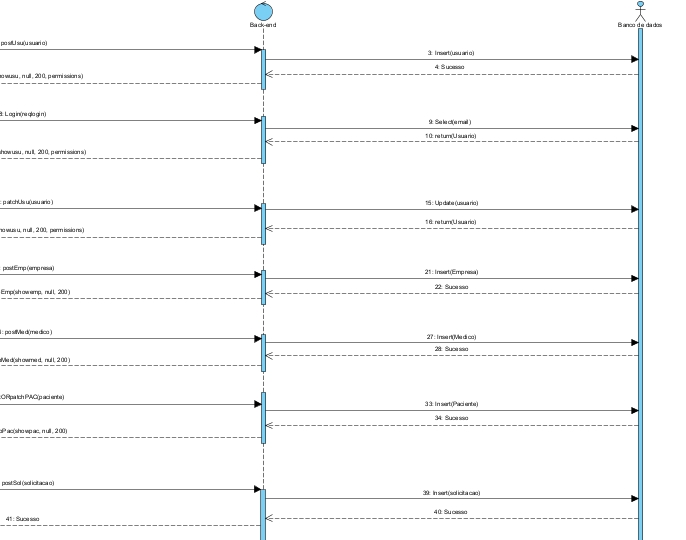 Back-end
Banco de dados
postUsu(usuario)
3: Insert(usuario)
4: Sucesso
howusu, null, 200, permissions)
8: Login(reqlogin)
9: Select(email)
10: return(Usuario)
showusu, null, 200, permissions)
: patchUsu(usuario)
15: Update(usuario)
16: return(Usuario)
howusu, null, 200, permissions)
: postEmp(empresa)
21: Insert(Empresa)
22: Sucesso
Emp(showemp, null, 200)
: postMed(medico)
27: Insert(Medico)
28: Sucesso
Med(showmed, null, 200)
ORpatchPAC(paciente)
33: Insert(Paciente)
34: Sucesso
Pac(showpac, null, 200)
postSol(solicitacao)
39: Insert(solicitacao)
40: Sucesso
41: Sucesso